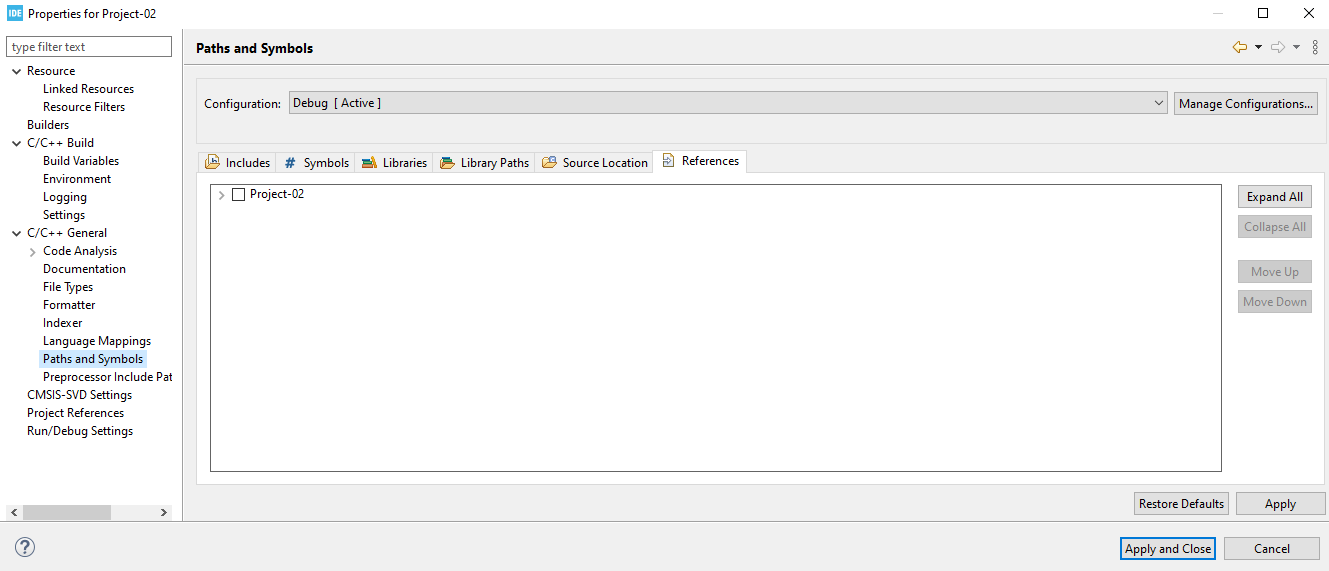 IDE Properties for Project-02
type filter text
Resource
Linked Resources
Resource Filters
Builders
C/C++ Build
Build Variables
Environment
Logging
Settings
C/C++ General
Code Analysis
Documentation
File Types
Formatter
Indexer
Language Mappings
Paths and Symbols
Preprocessor Include Pat
CMSIS-SVD Settings
Project References
Run/Debug Settings
Paths and Symbols
Configuration: Debug [ Active ] Manage Configurations...
Includes # Symbols Libraries Library Paths Source Location References
Project-02
Expand All
Collapse All
Move Up
Move Down
Restore Defaults Apply
? Apply and Close Cancel